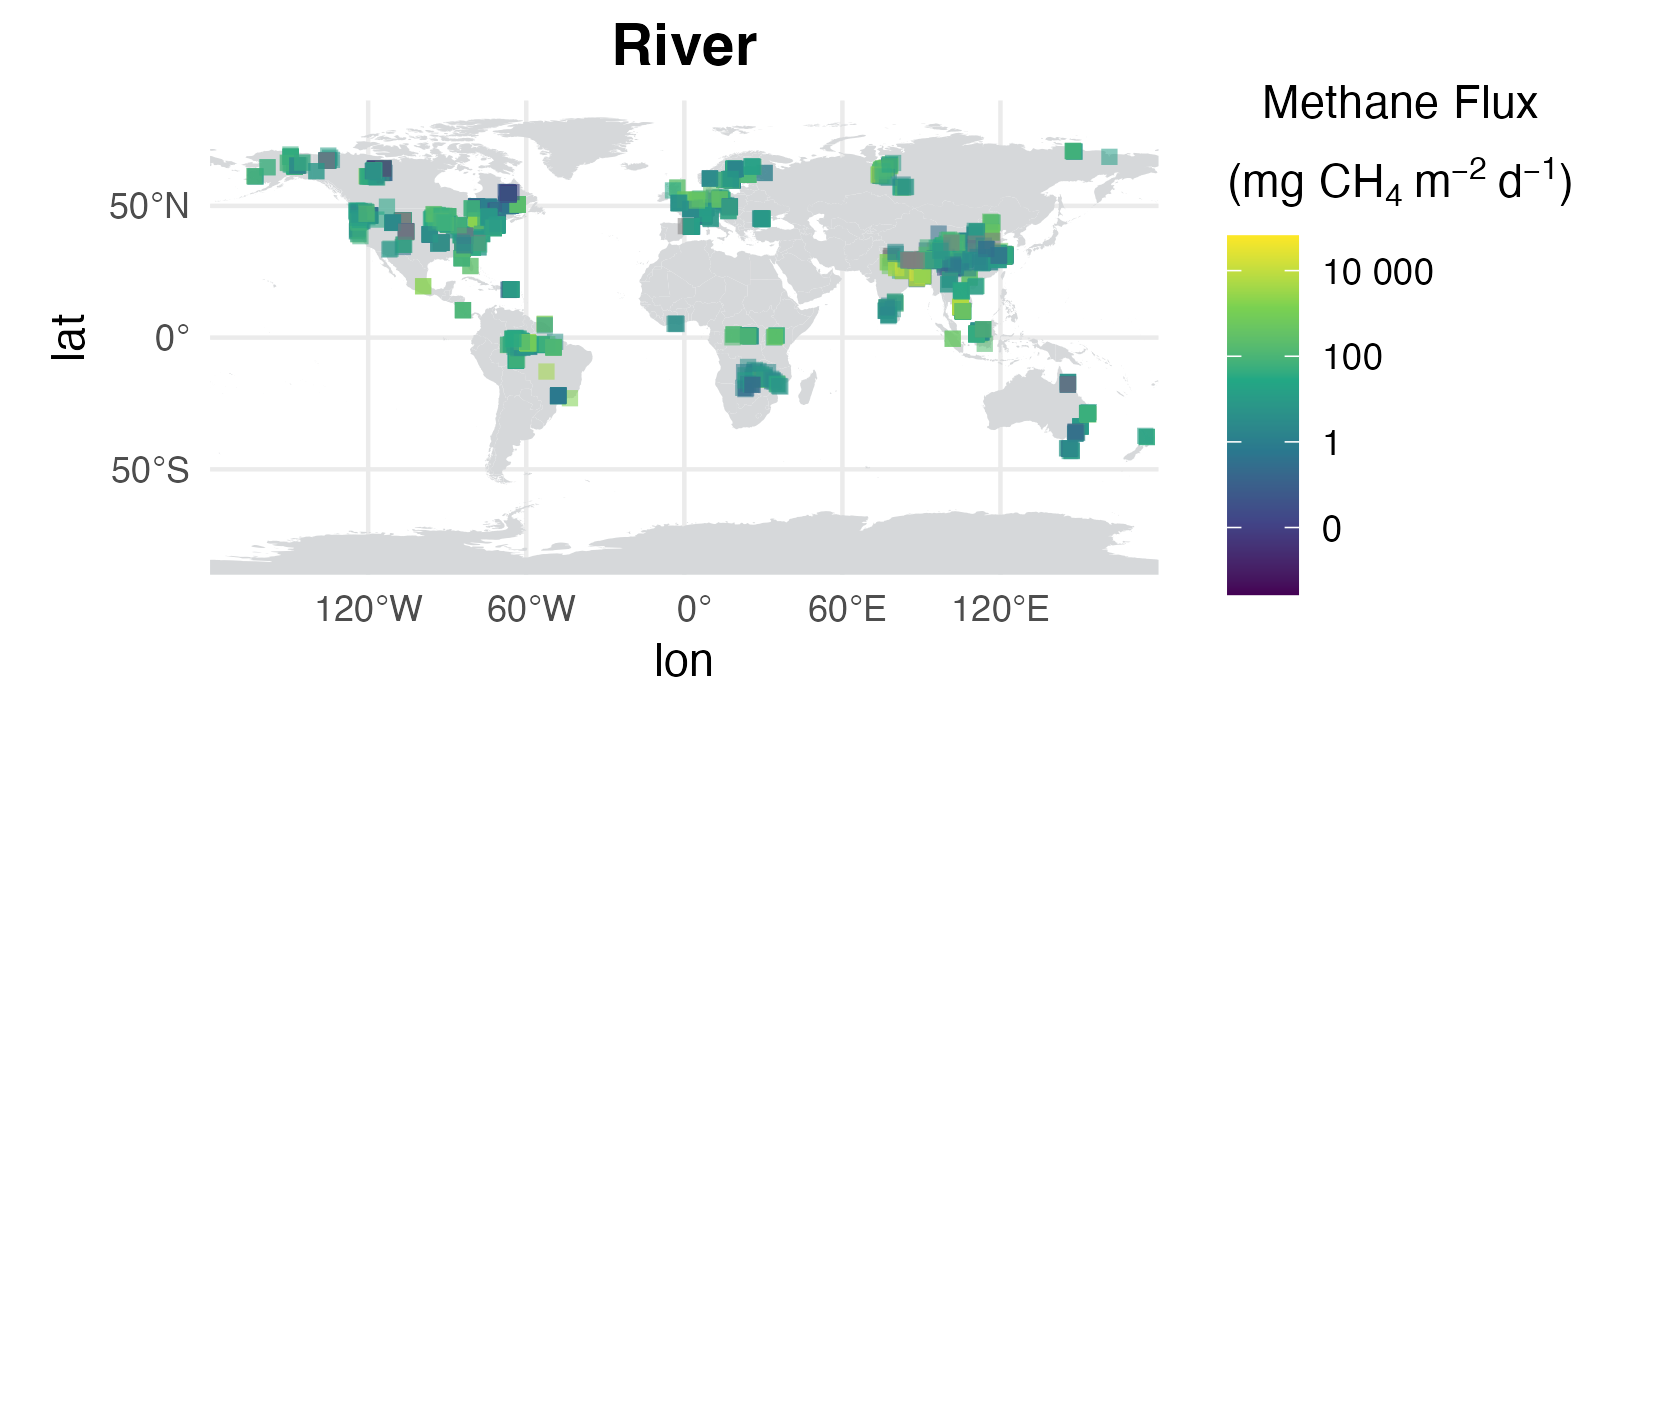 River
Methane Flux
(mg CH₄ m⁻² d⁻¹)
10 000
100
1
0
50°N
0°
50°S
lat
120°W 60°W 0° 60°E 120°E
lon